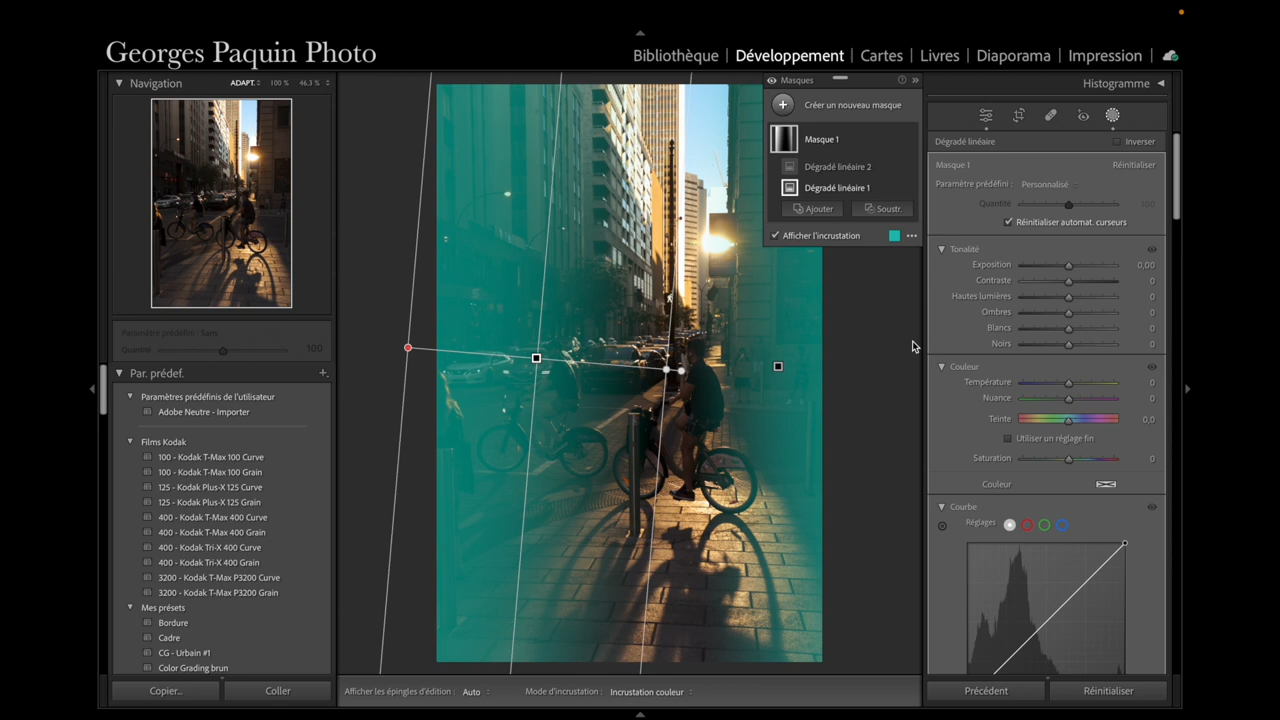 Georges Paquin Photo
Bibliothèque | Développement | Cartes | Livres | Diaporama | Impression |
Navigation ADAPT. 100 % 46,3 %
Paramètre prédéfini : Sans
Quantité 100
Par. prédef.
Paramètres prédéfinis de l'utilisateur
Adobe Neutre - Importer
Films Kodak
100 - Kodak T-Max 100 Curve
100 - Kodak T-Max 100 Grain
125 - Kodak Plus-X 125 Curve
125 - Kodak Plus-X 125 Grain
400 - Kodak T-Max 400 Curve
400 - Kodak T-Max 400 Grain
400 - Kodak Tri-X 400 Curve
400 - Kodak Tri-X 400 Grain
3200 - Kodak T-Max P3200 Curve
3200 - Kodak T-Max P3200 Grain
Mes présets
Bordure
Cadre
CG - Urbain #1
Color Grading brun
Copier...
Coller
Masques
Créer un nouveau masque
Masque 1
Dégradé linéaire 2
Dégradé linéaire 1
Ajouter
Soustr.
Afficher l'incrustation
Afficher les épingles d'édition : Auto
Mode d'incrustation : Incrustation couleur
Histogramme
Dégradé linéaire
Inverser
Masque 1
Réinitialiser
Paramètre prédéfini : Personnalisé
Quantité 100
Réinitialiser automat. curseurs
Tonalité
Exposition 0,00
Contraste 0
Hautes lumières 0
Ombres 0
Blancs 0
Noirs 0
Couleur
Température 0
Nuance 0
Teinte 0,0
Utiliser un réglage fin
Saturation 0
Couleur
Courbe
Réglages
Précédent
Réinitialiser